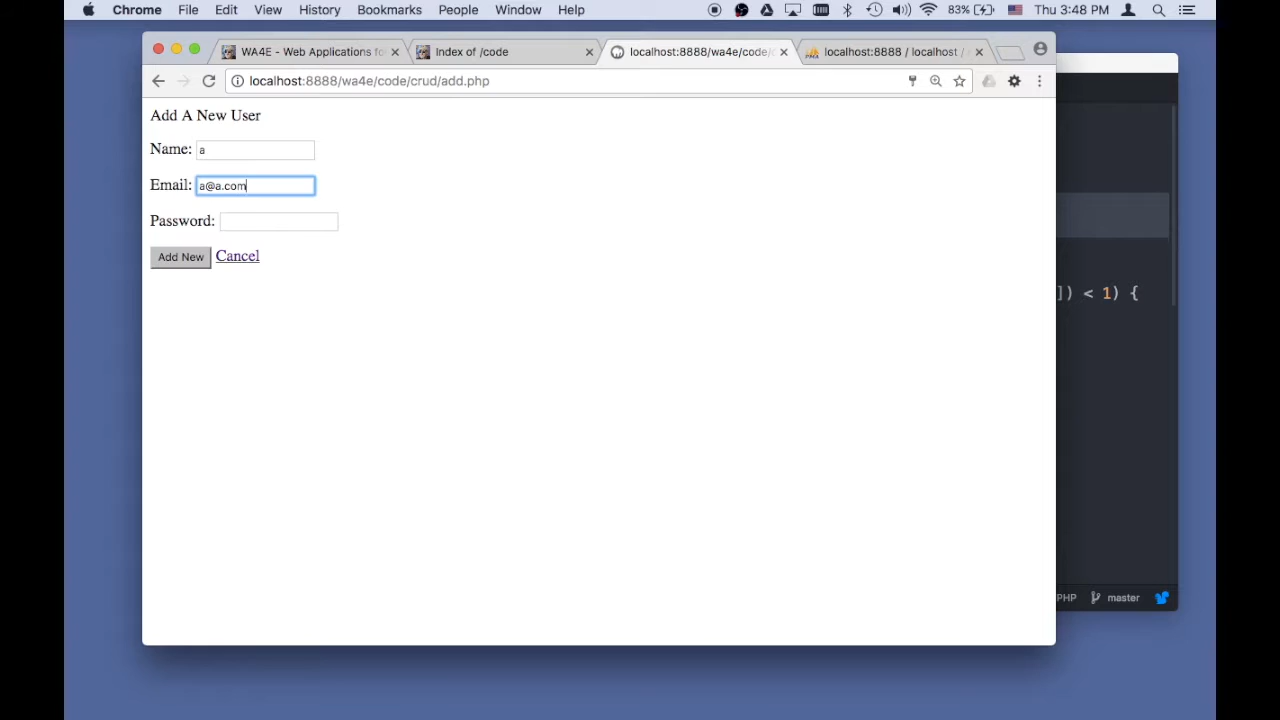 Chrome File Edit View History Bookmarks People Window Help 83% Thu 3:48 PM
WA4E - Web Applications fo
Index of /code
localhost:8888/wa4e/code/
localhost:8888 / localhost /
localhost:8888/wa4e/code/crud/add.php
Add A New User
Name: a
Email: a@a.com
Password:
Add New Cancel
]) < 1) {
PHP master